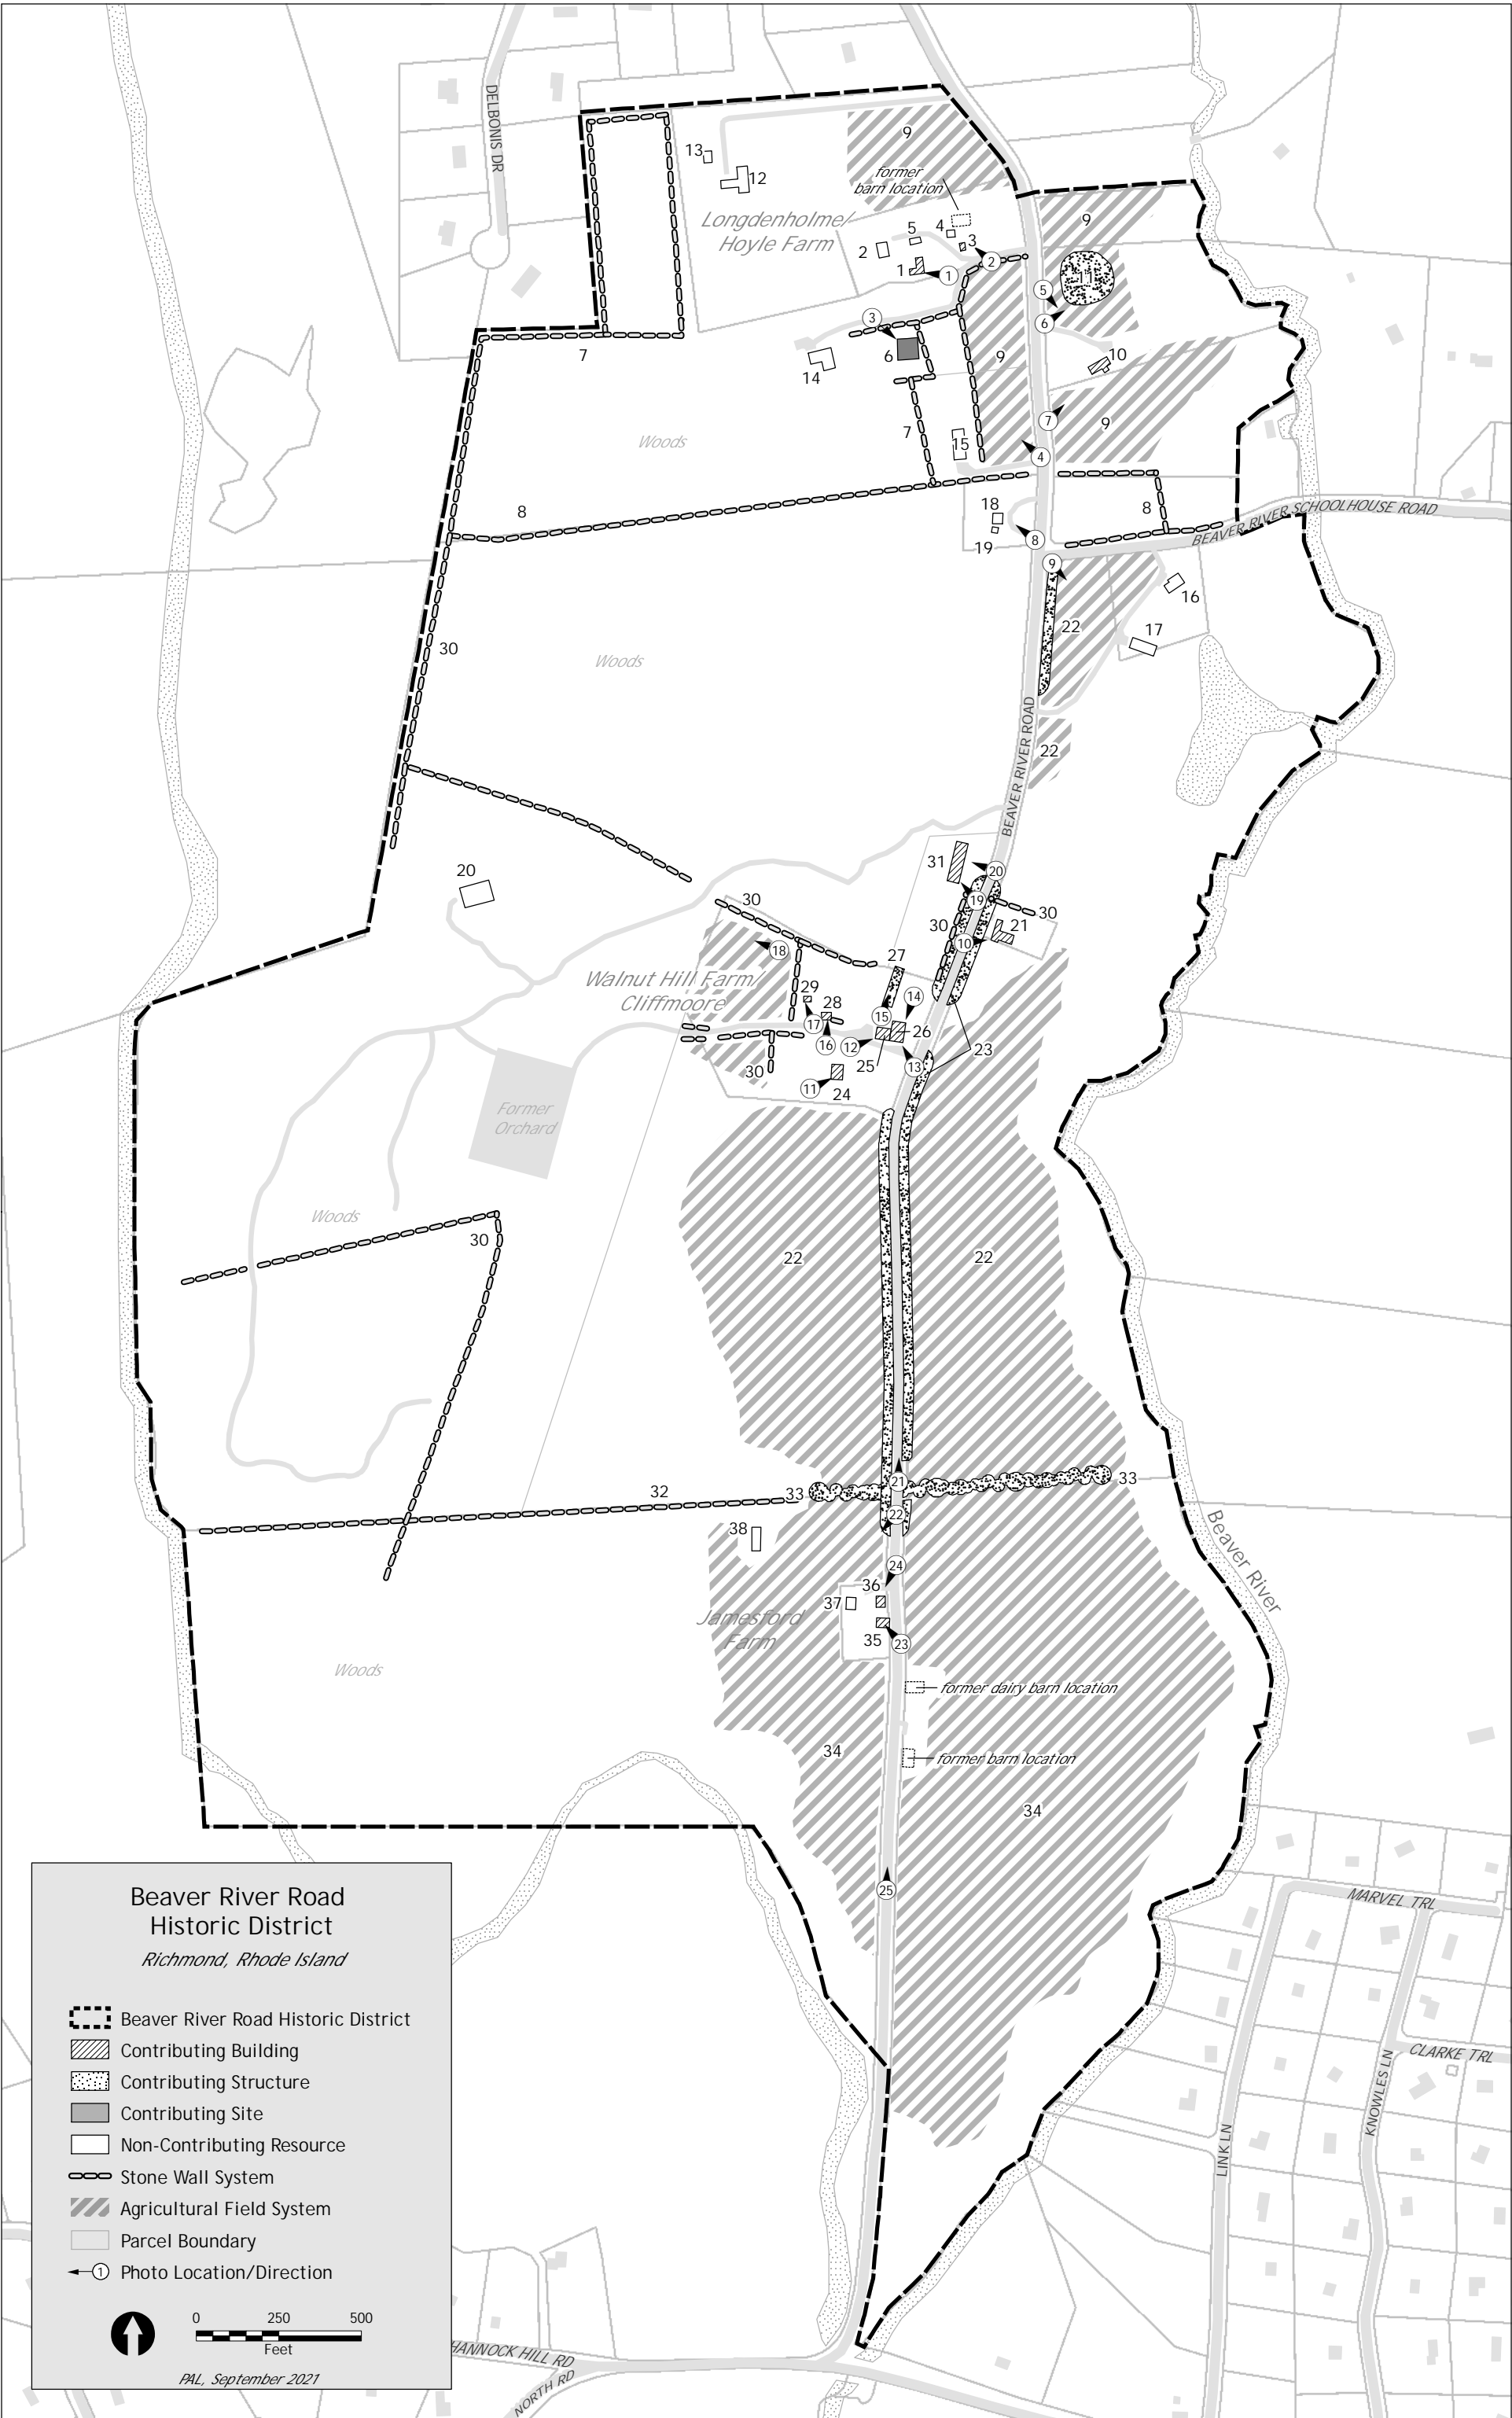 DELBONIS DR
9
former
barn location
13
12
Longdenholme/
Hoyle Farm
9
5
4
3
2
2
1
1
11
5
3
6
6
9
10
14
7
7
9
7
15
4
Woods
8
18
8
8
19
BEAVER RIVER SCHOOLHOUSE ROAD
9
16
22
17
30
Woods
BEAVER RIVER ROAD
22
31
20
20
30
19
30
30
21
10
18
27
Walnut Hill Farm/
Cliffmoore
29
28
14
15
17
26
16
12
23
25
13
30
11
24
Former
Orchard
Woods
30
22
22
33
21
33
32
22
38
24
36
37
Jamesford
Farm
35
23
Beaver River
Woods
former dairy barn location
34
former barn location
34
25
MARVEL TRL
CLARKE TRL
KNOWLES LN
LINK LN
Beaver River Road
Historic District
Richmond, Rhode Island
Beaver River Road Historic District
Contributing Building
Contributing Structure
Contributing Site
Non-Contributing Resource
Stone Wall System
Agricultural Field System
Parcel Boundary
1 Photo Location/Direction
0 250 500
Feet
PAL, September 2021
HANNOCK HILL RD
NORTH RD